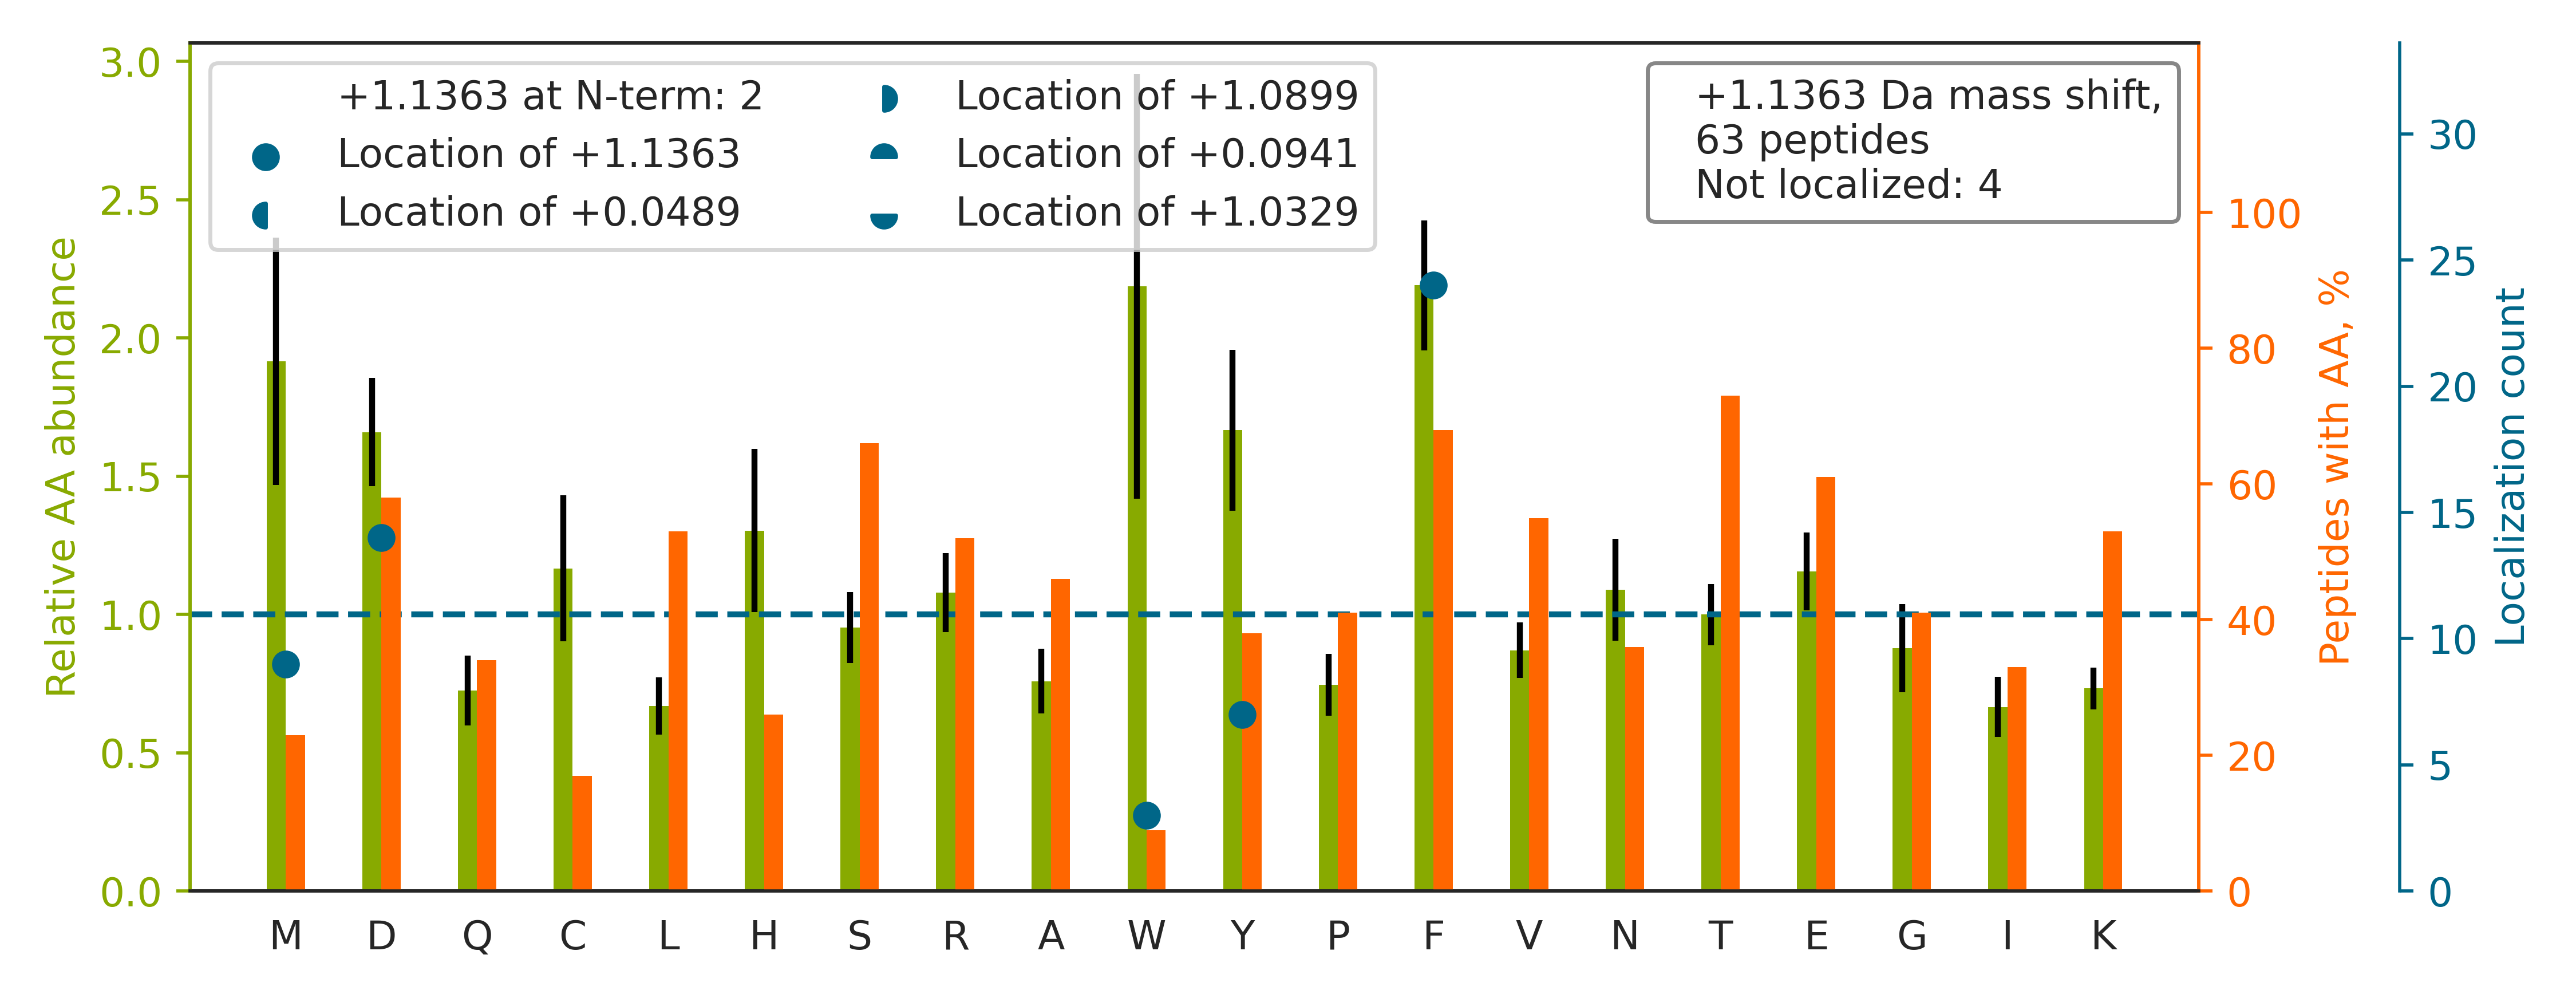 +1.1363 at N-term: 2
Location of +1.1363
Location of +0.0489
Location of +1.0899
Location of +0.0941
Location of +1.0329
+1.1363 Da mass shift,
63 peptides
Not localized: 4
Relative AA abundance
3.0
2.5
2.0
1.5
1.0
0.5
0.0
M D Q C L H S R A W Y P F V N T E G I K
100
80
60
40
20
0
Peptides with AA, %
30
25
20
15
10
5
0
Localization count